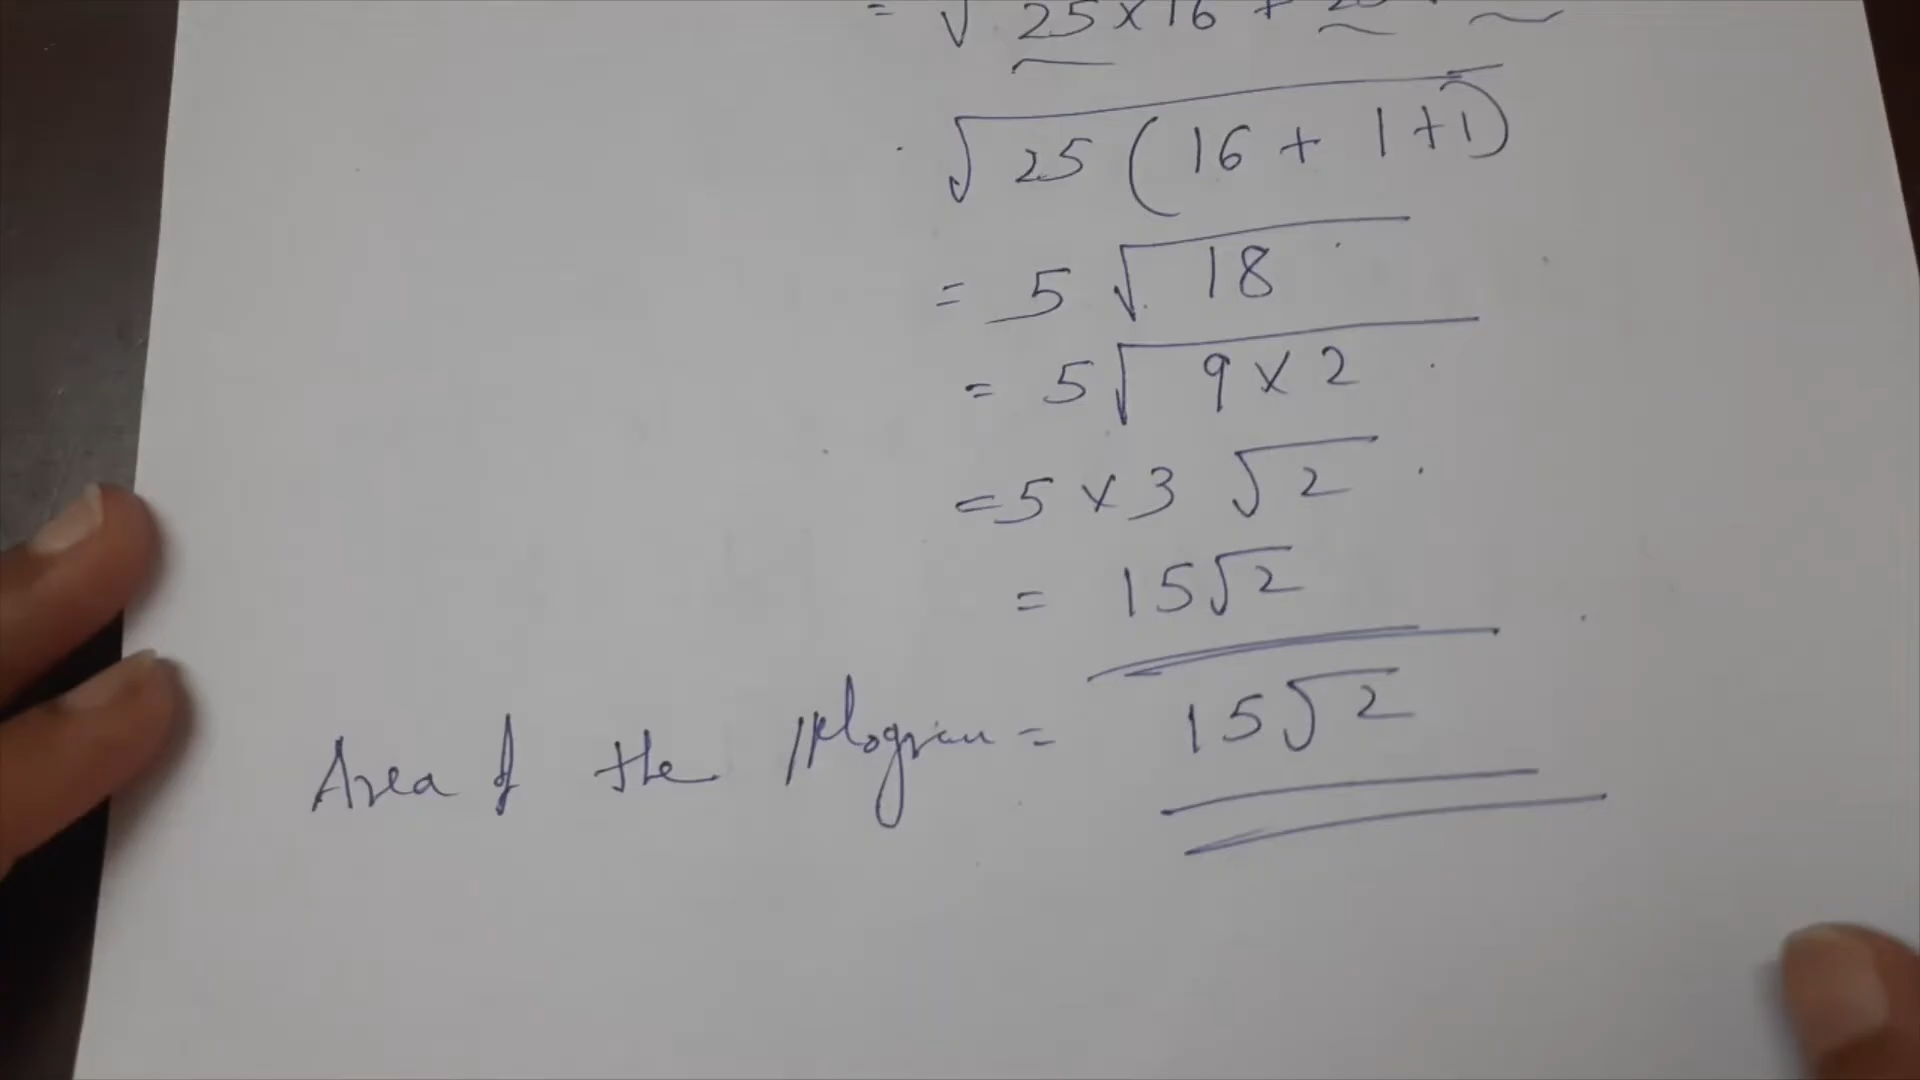 = √ 25 × 16 +
√ 25 ( 16 + 1 + 1 )
= 5 √ 18
= 5 √ 9 × 2
= 5 × 3 √ 2
= 15 √ 2
Area of the ||elogram = 15 √ 2